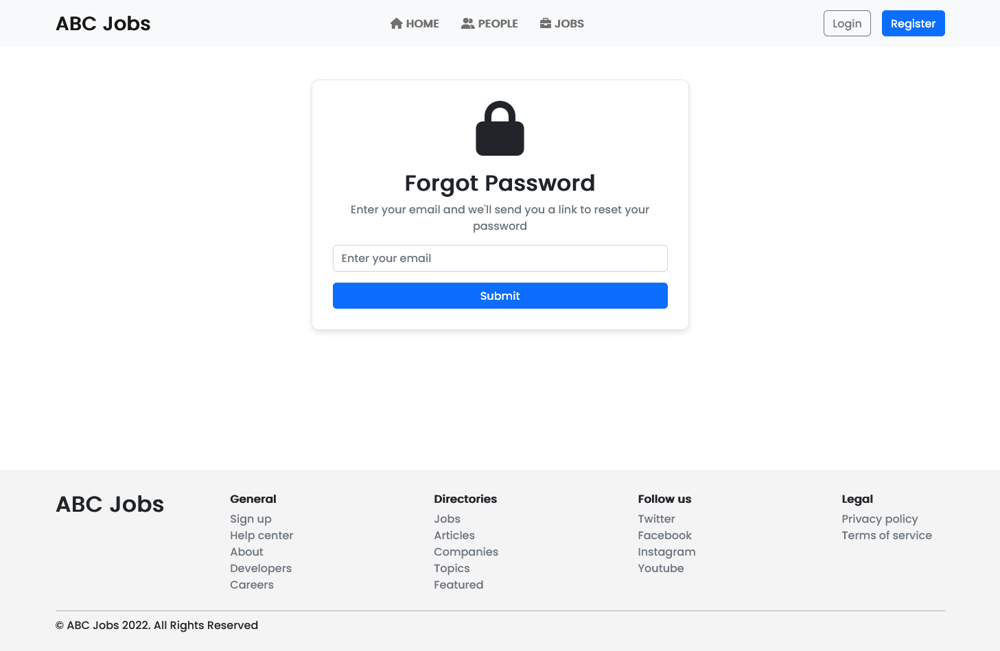 ABC Jobs
HOME
PEOPLE
JOBS
Login
Register
Forgot Password
Enter your email and we'll send you a link to reset your
password
Enter your email
Submit
ABC Jobs
General
Sign up
Help center
About
Developers
Careers
Directories
Jobs
Articles
Companies
Topics
Featured
Follow us
Twitter
Facebook
Instagram
Youtube
Legal
Privacy policy
Terms of service
© ABC Jobs 2022. All Rights Reserved